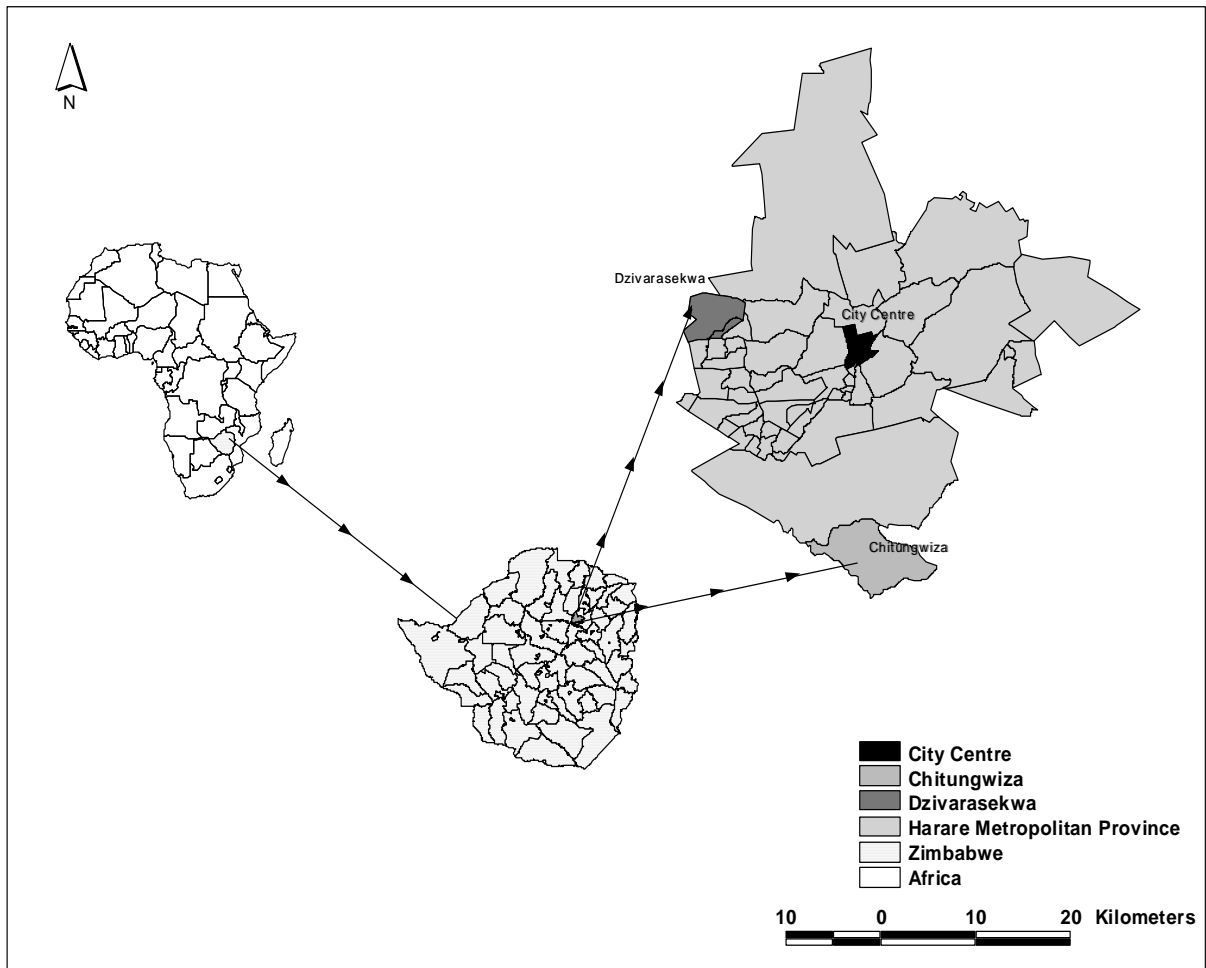 N
Dzivarasekwa
City Centre
Chitungwiza
City Centre
Chitungwiza
Dzivarasekwa
Harare Metropolitan Province
Zimbabwe
Africa
10 0 10 20 Kilometers